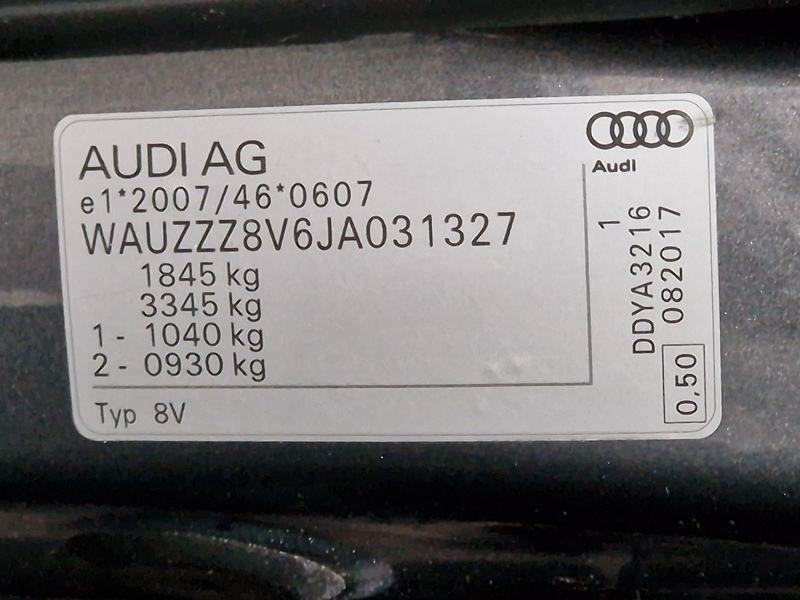 AUDI AG
e1*2007/46*0607
WAUZZZ8V6JA031327
1845 kg
3345 kg
1 - 1040 kg
2 - 0930 kg
Typ 8V
Audi
1
DDYA3216
082017
0,50